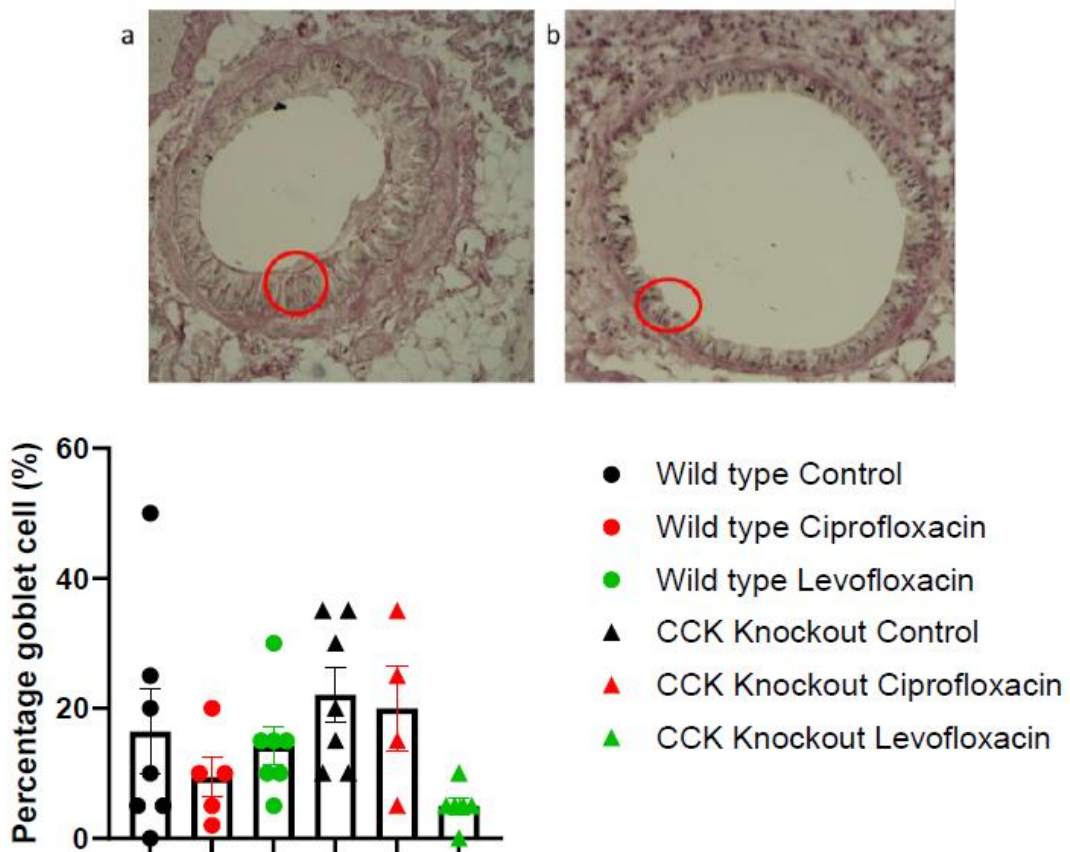 a
b
Percentage goblet cell (%)
60
40
20
0
Wild type Control
Wild type Ciprofloxacin
Wild type Levofloxacin
CCK Knockout Control
CCK Knockout Ciprofloxacin
CCK Knockout Levofloxacin